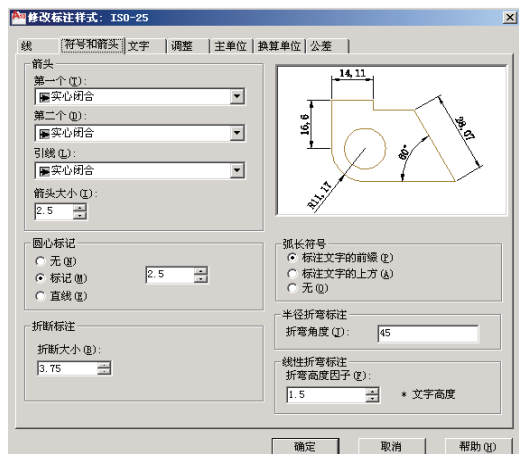 修改标注样式: ISO-25
线 符号和箭头 文字 调整 主单位 换算单位 公差
箭头
第一个(T):
实心闭合
第二个(D):
实心闭合
引线(L):
实心闭合
箭头大小(I):
2.5
14,11
16,6
38,07
60°
R11,17
圆心标记
无(N)
标记(M)
2.5
直线(E)
弧长符号
标注文字的前缀(P)
标注文字的上方(A)
无(O)
折断标注
折断大小(B):
3.75
半径折弯标注
折弯角度(J):
45
线性折弯标注
折弯高度因子(F):
1.5 * 文字高度
确定 取消 帮助(H)